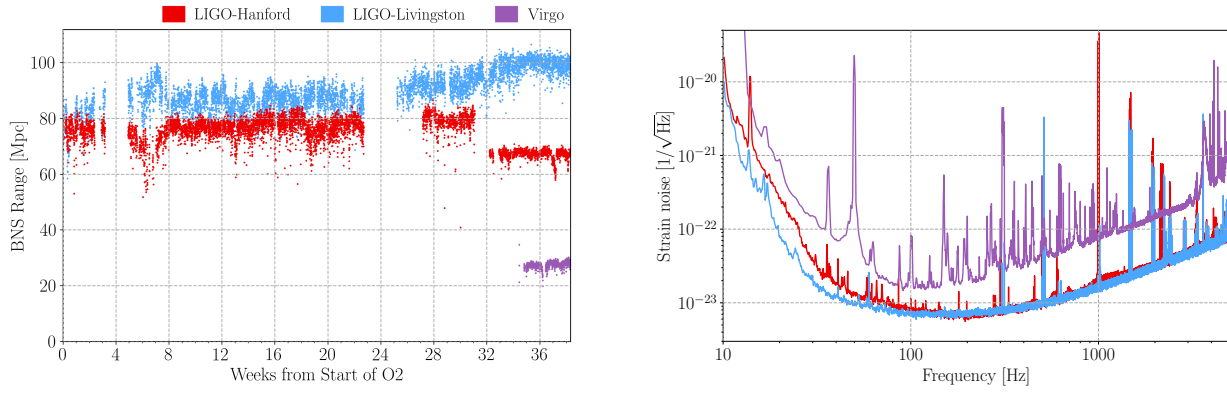 LIGO-Hanford LIGO-Livingston Virgo
BNS Range [Mpc]
100
80
60
40
20
0
0 4 8 12 16 20 24 28 32 36
Weeks from Start of O2
Strain noise [1/√Hz]
10⁻²⁰
10⁻²¹
10⁻²²
10⁻²³
10 100 1000
Frequency [Hz]